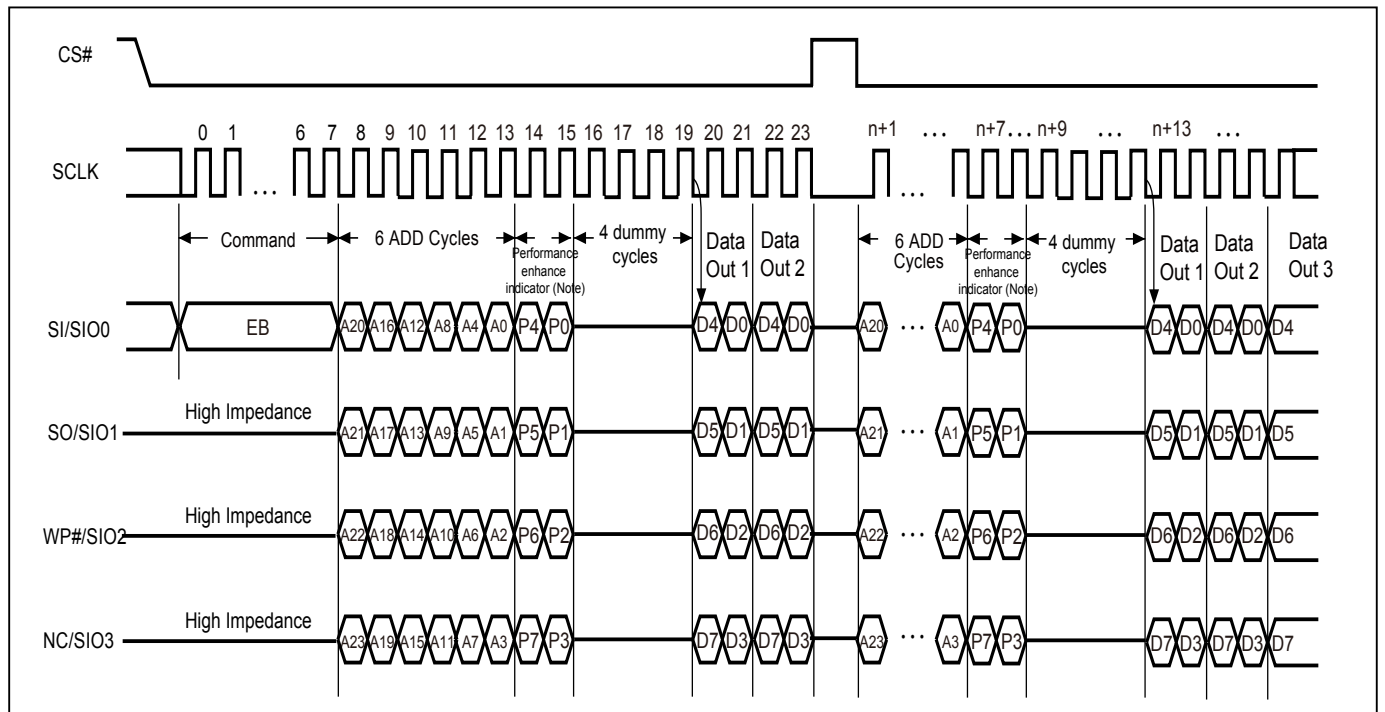 CS#
0 1 6 7 8 9 10 11 12 13 14 15 16 17 18 19 20 21 22 23 n+1 ... n+7 ... n+9 ... n+13 ...
SCLK
... ...
Command 6 ADD Cycles Performance enhance indicator (Note) 4 dummy cycles Data Out 1 Data Out 2 6 ADD Cycles Performance enhance indicator (Note) 4 dummy cycles Data Out 1 Data Out 2 Data Out 3
SI/SIO0 EB A20 A16 A12 A8 A4 A0 P4 P0 D4 D0 D4 D0 A20 ... A0 P4 P0 D4 D0 D4 D0 D4
High Impedance
SO/SIO1 A21 A17 A13 A9 A5 A1 P5 P1 D5 D1 D5 D1 A21 ... A1 P5 P1 D5 D1 D5 D1 D5
High Impedance
WP#/SIO2 A22 A18 A14 A10 A6 A2 P6 P2 D6 D2 D6 D2 A22 ... A2 P6 P2 D6 D2 D6 D2 D6
High Impedance
NC/SIO3 A23 A19 A15 A11 A7 A3 P7 P3 D7 D3 D7 D3 A23 ... A3 P7 P3 D7 D3 D7 D3 D7